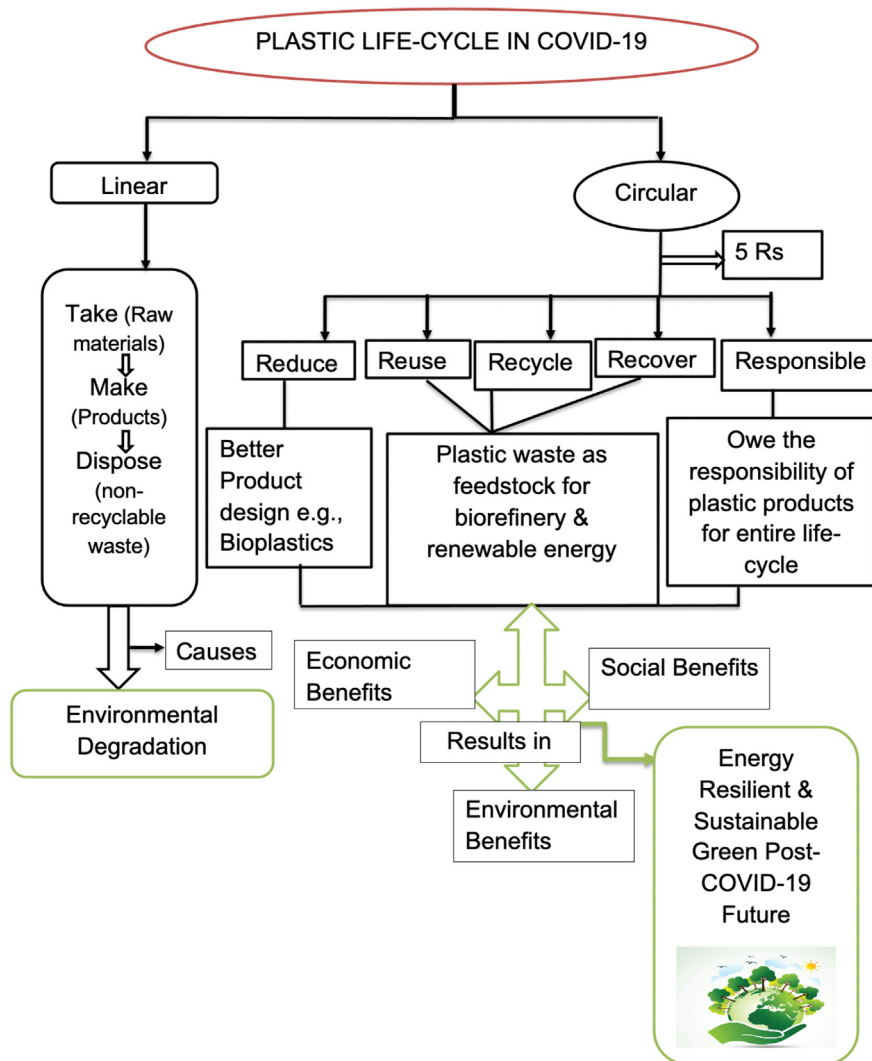 PLASTIC LIFE-CYCLE IN COVID-19
Linear
Circular
5 Rs
Take (Raw
materials)
Make
(Products)
Dispose
(non-
recyclable
waste)
Reduce
Reuse
Recycle
Recover
Responsible
Better
Product
design e.g.,
Bioplastics
Plastic waste as
feedstock for
biorefinery &
renewable energy
Owe the
responsibility of
plastic products
for entire life-
cycle
Causes
Environmental
Degradation
Economic
Benefits
Social Benefits
Results in
Environmental
Benefits
Energy
Resilient &
Sustainable
Green Post-
COVID-19
Future